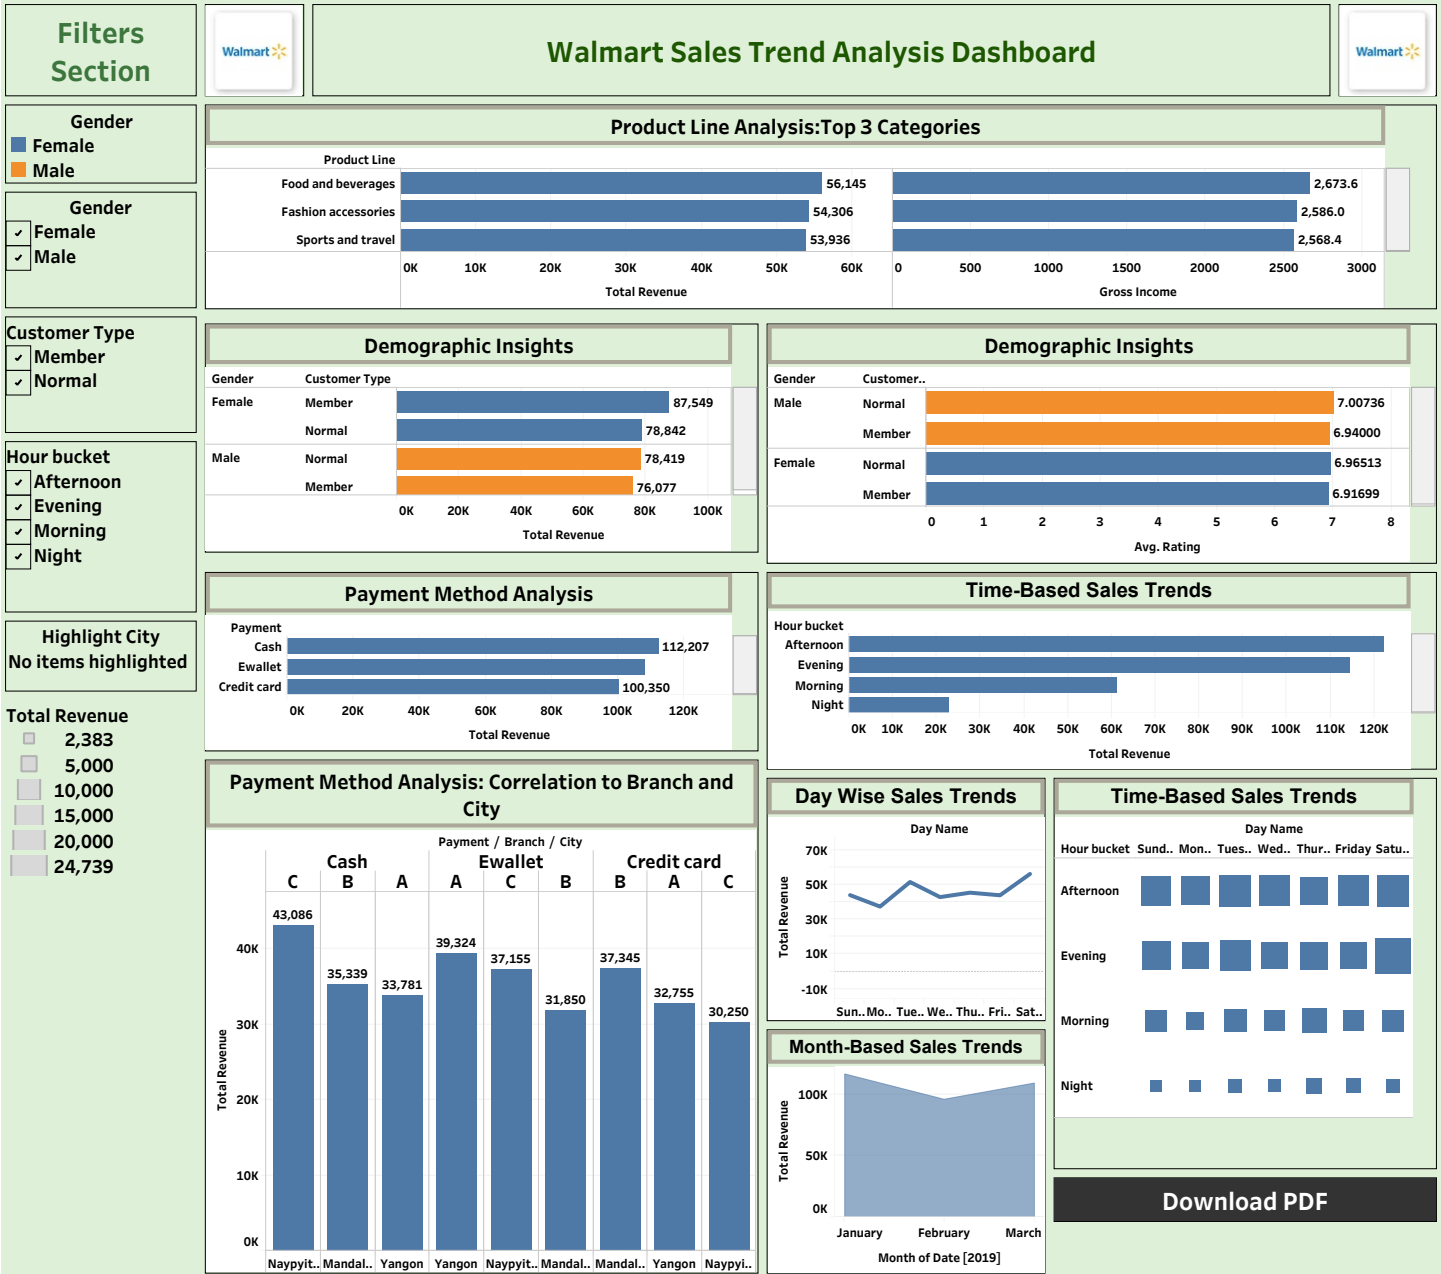 Filters
Section
Walmart
Walmart Sales Trend Analysis Dashboard
Walmart
Gender
Female
Male
Gender
Female
Male
Customer Type
Member
Normal
Hour bucket
Afternoon
Evening
Morning
Night
Highlight City
No items highlighted
Total Revenue
2,383
5,000
10,000
15,000
20,000
24,739
Product Line Analysis:Top 3 Categories
Product Line
Food and beverages 56,145 2,673.6
Fashion accessories 54,306 2,586.0
Sports and travel 53,936 2,568.4
0K 10K 20K 30K 40K 50K 60K 0 500 1000 1500 2000 2500 3000
Total Revenue Gross Income
Demographic Insights
Gender Customer Type
Female Member 87,549
Normal 78,842
Male Normal 78,419
Member 76,077
0K 20K 40K 60K 80K 100K
Total Revenue
Demographic Insights
Gender Customer..
Male Normal 7.00736
Member 6.94000
Female Normal 6.96513
Member 6.91699
0 1 2 3 4 5 6 7 8
Avg. Rating
Payment Method Analysis
Payment
Cash 112,207
Ewallet
Credit card 100,350
0K 20K 40K 60K 80K 100K 120K
Total Revenue
Time-Based Sales Trends
Hour bucket
Afternoon
Evening
Morning
Night
0K 10K 20K 30K 40K 50K 60K 70K 80K 90K 100K 110K 120K
Total Revenue
Payment Method Analysis: Correlation to Branch and
City
Payment / Branch / City
Cash Ewallet Credit card
C B A A C B B A C
43,086 35,339 33,781 39,324 37,155 31,850 37,345 32,755 30,250
40K
30K
20K
10K
0K
Total Revenue
Naypyit.. Mandal.. Yangon Yangon Naypyit.. Mandal.. Mandal.. Yangon Naypyi..
Day Wise Sales Trends
Day Name
70K
50K
30K
10K
-10K
Total Revenue
Sun.. Mo.. Tue.. We.. Thu.. Fri.. Sat..
Month-Based Sales Trends
100K
50K
0K
Total Revenue
January February March
Month of Date [2019]
Time-Based Sales Trends
Day Name
Hour bucket Sund.. Mon.. Tues.. Wed.. Thur.. Friday Satu..
Afternoon
Evening
Morning
Night
Download PDF